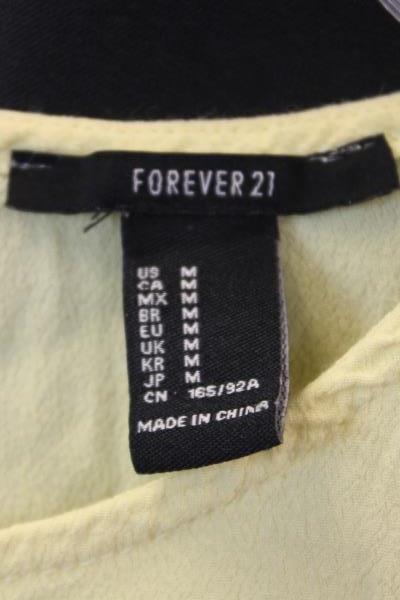 FOREVER 21
US M
CA M
MX M
BR M
EU M
UK M
KR M
JP M
CN 165/92A
MADE IN CHINA